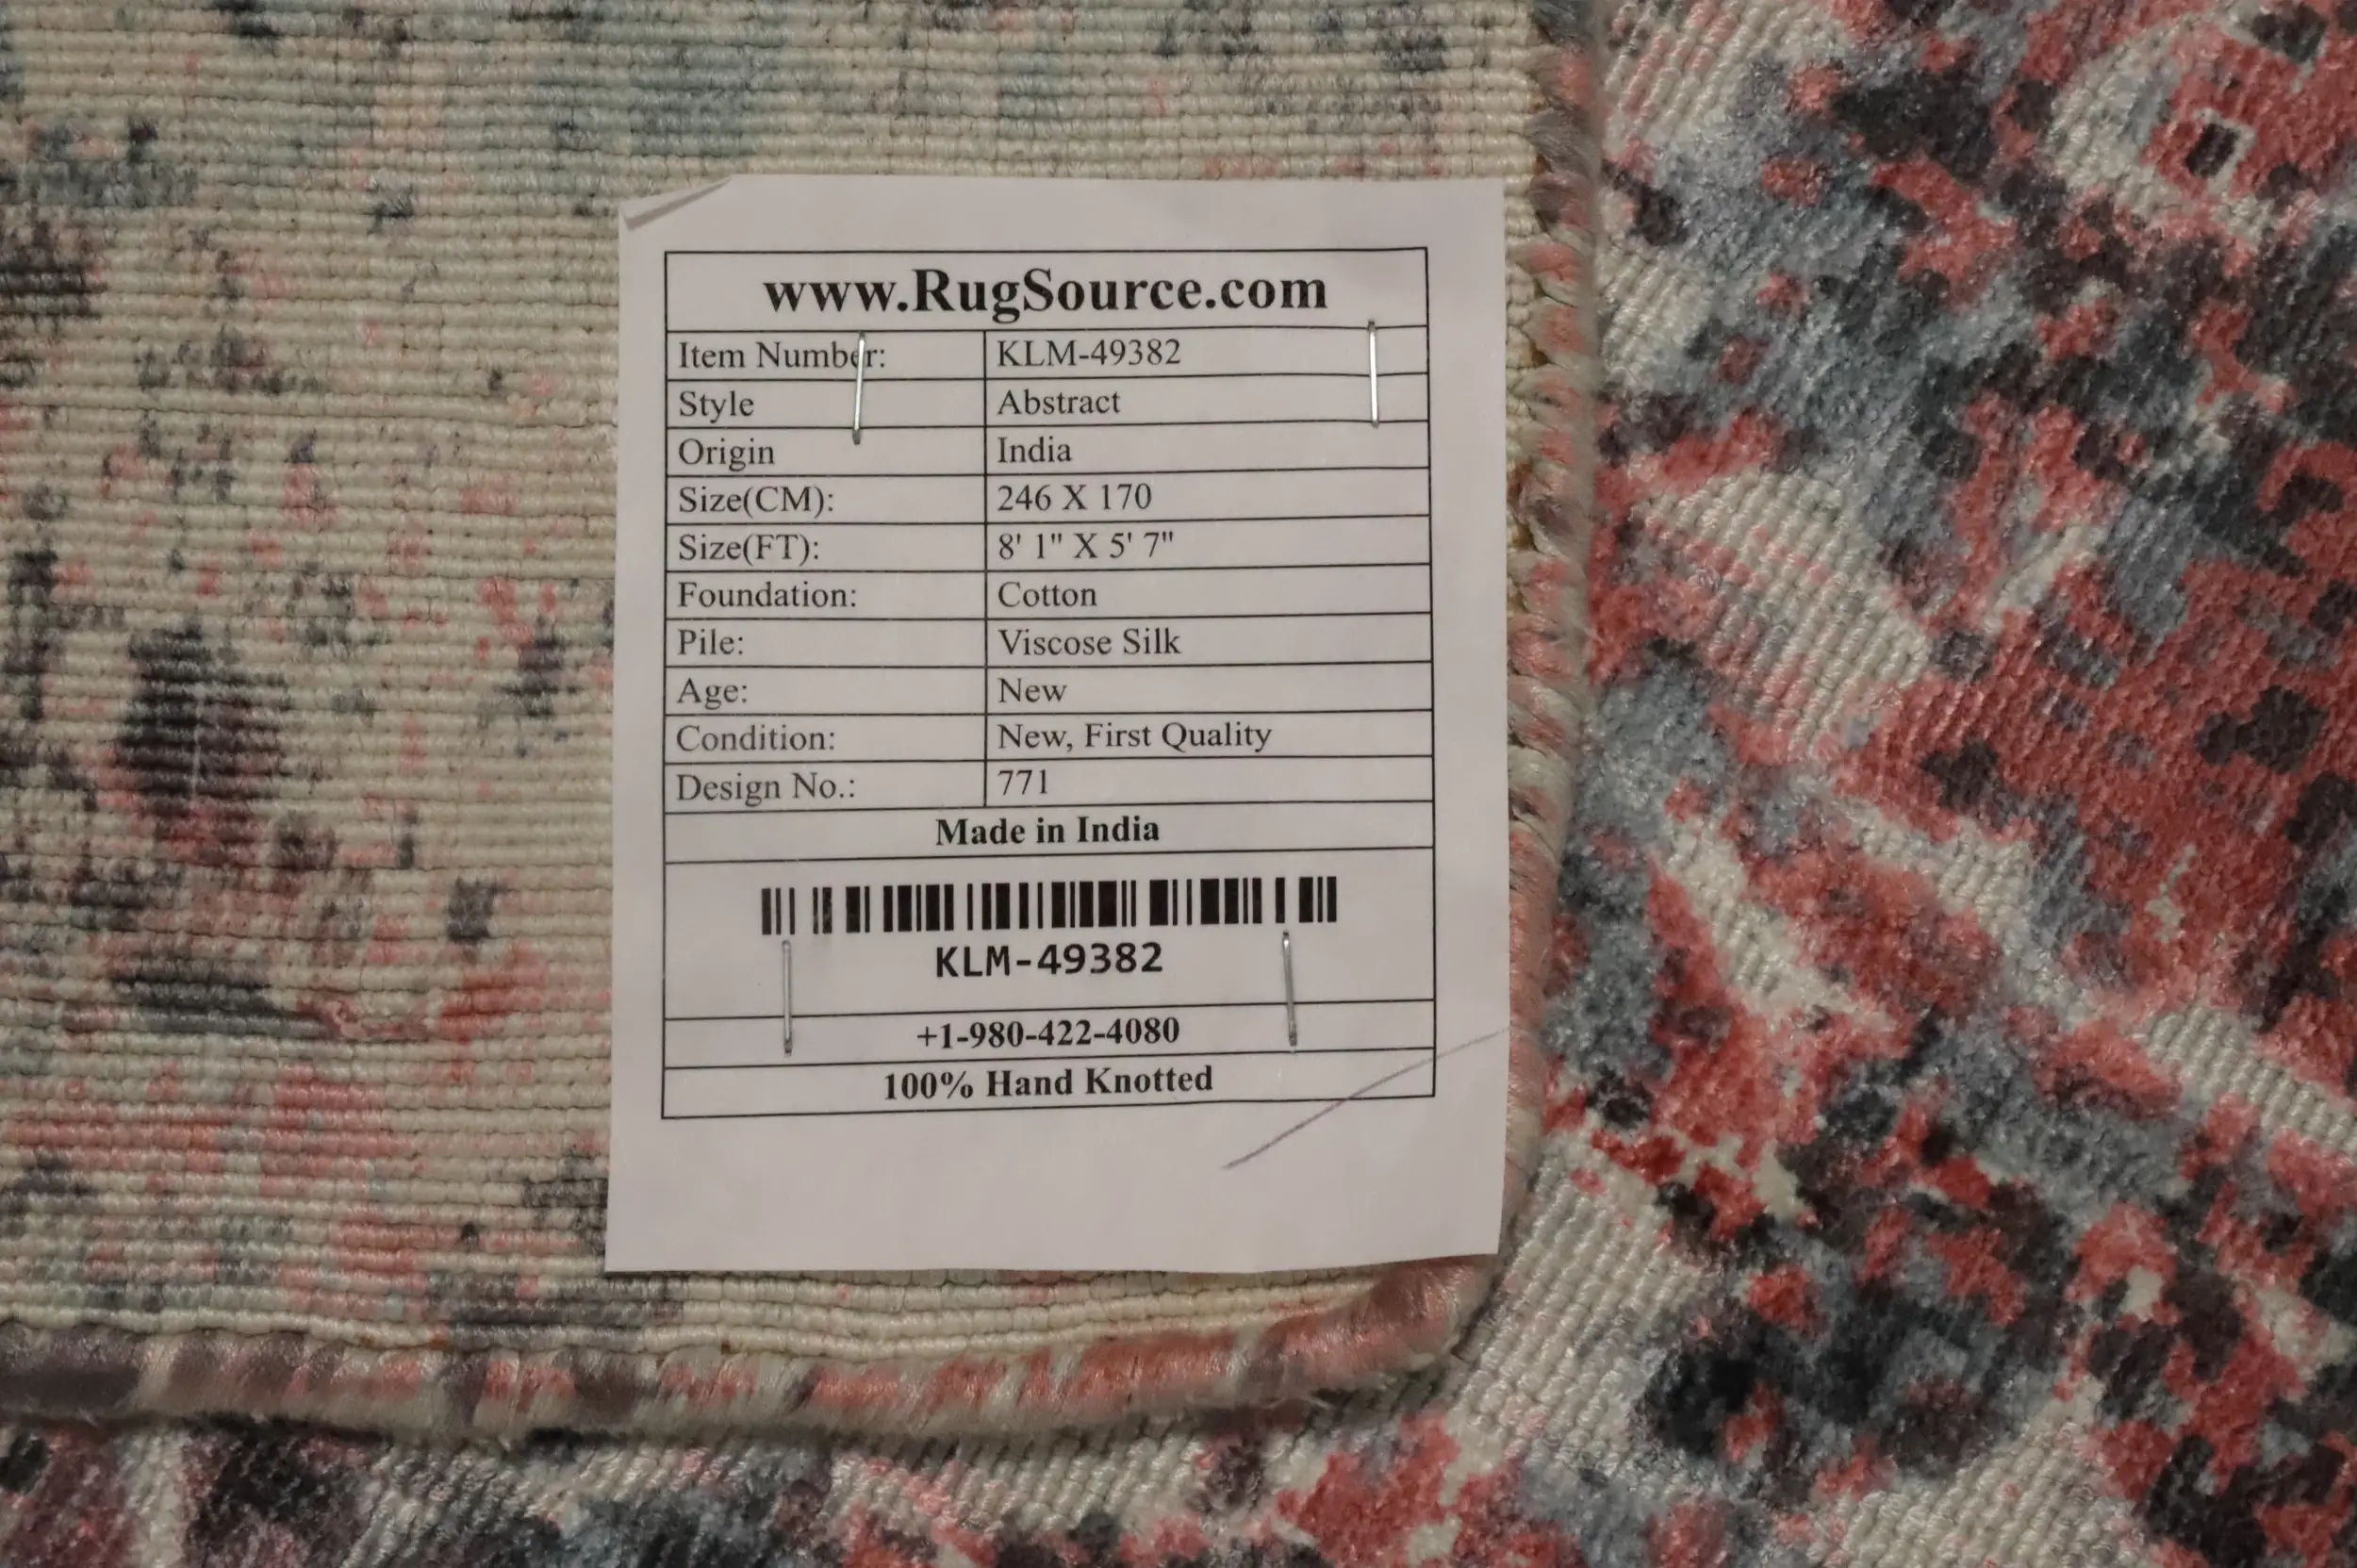 www.RugSource.com
Item Number: KLM-49382
Style Abstract
Origin India
Size(CM): 246 X 170
Size(FT): 8' 1" X 5' 7"
Foundation: Cotton
Pile: Viscose Silk
Age: New
Condition: New, First Quality
Design No.: 771
Made in India
KLM-49382
+1-980-422-4080
100% Hand Knotted